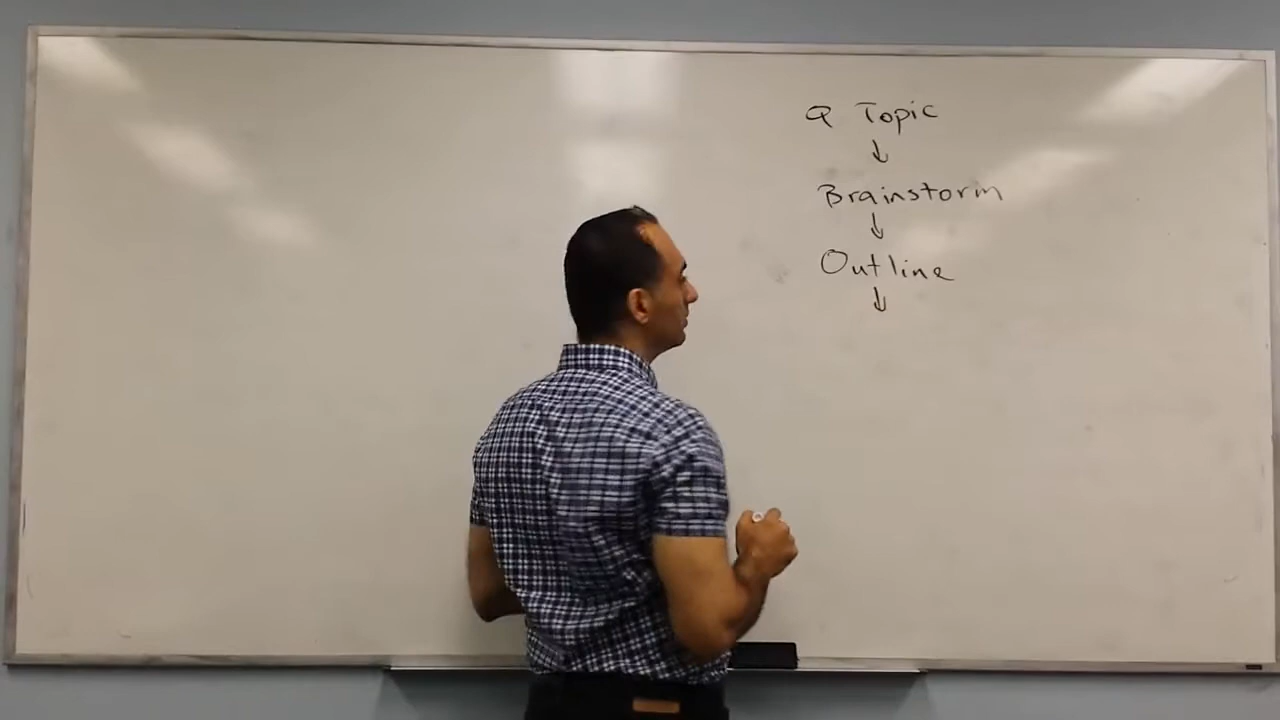 Q Topic
↓
Brainstorm
↓
Outline
↓